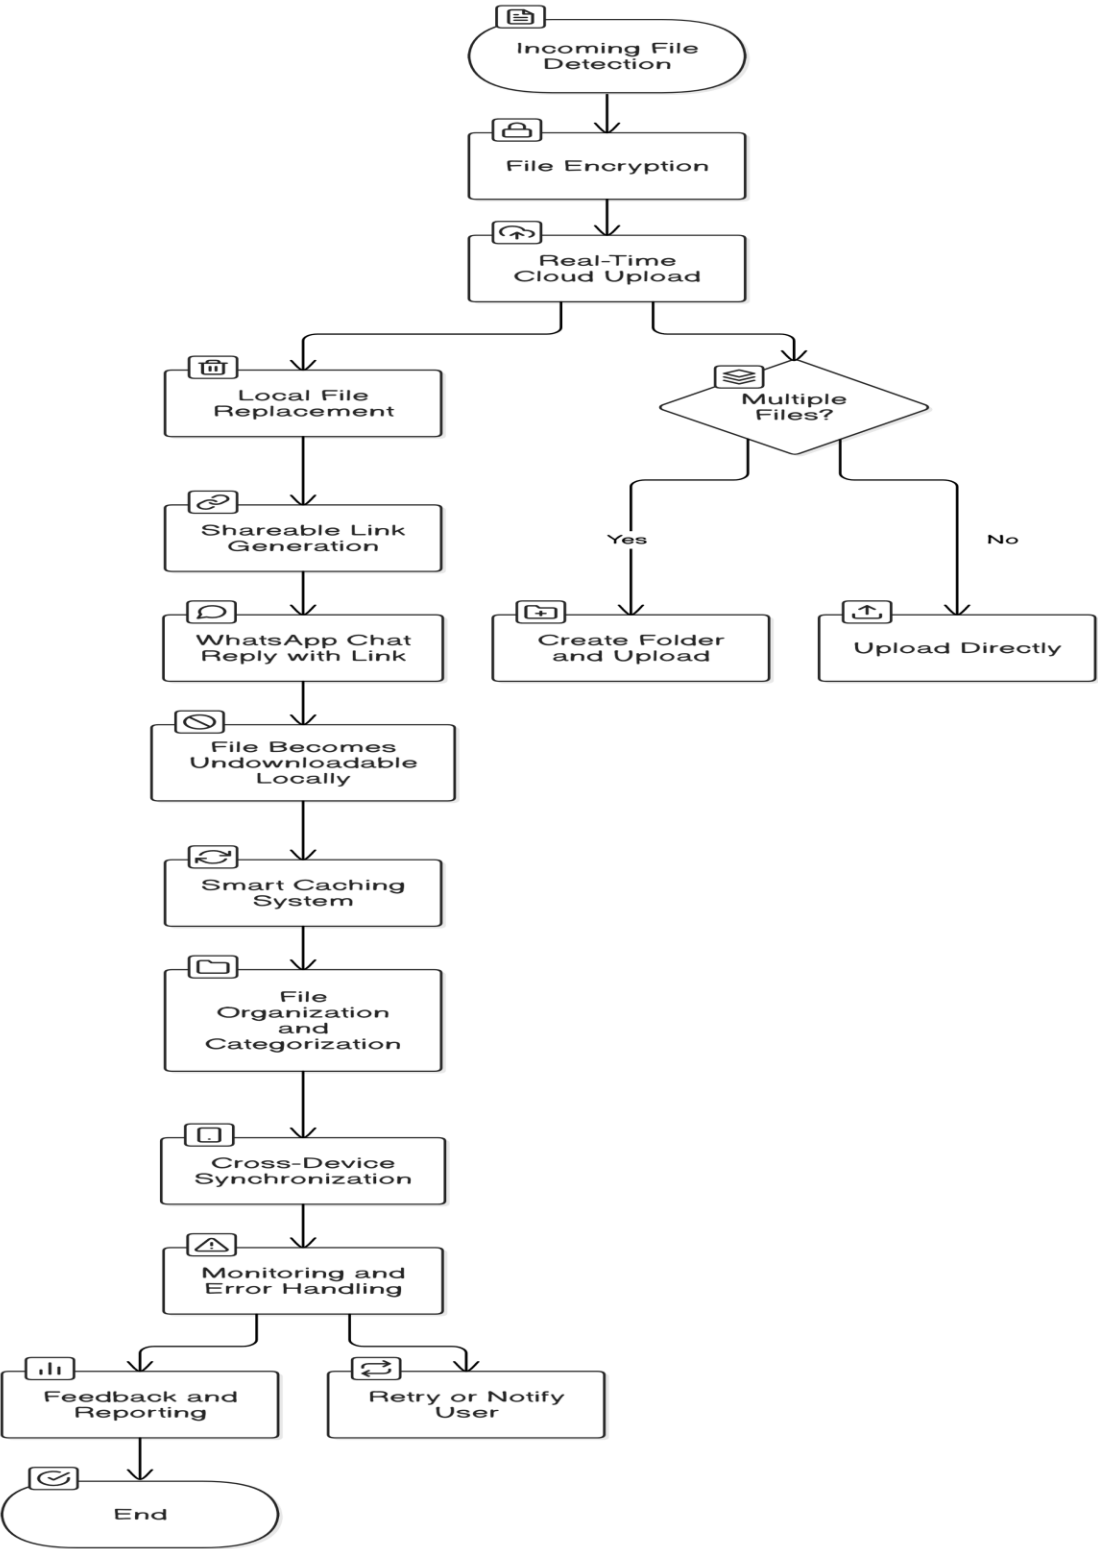 Incoming File
Detection
File Encryption
Real-Time
Cloud Upload
Local File
Replacement
Multiple
Files?
Shareable Link
Generation
Yes
No
WhatsApp Chat
Reply with Link
Create Folder
and Upload
Upload Directly
File Becomes
Undownloadable
Locally
Smart Caching
System
File
Organization
and
Categorization
Cross-Device
Synchronization
Monitoring and
Error Handling
Feedback and
Reporting
Retry or Notify
User
End